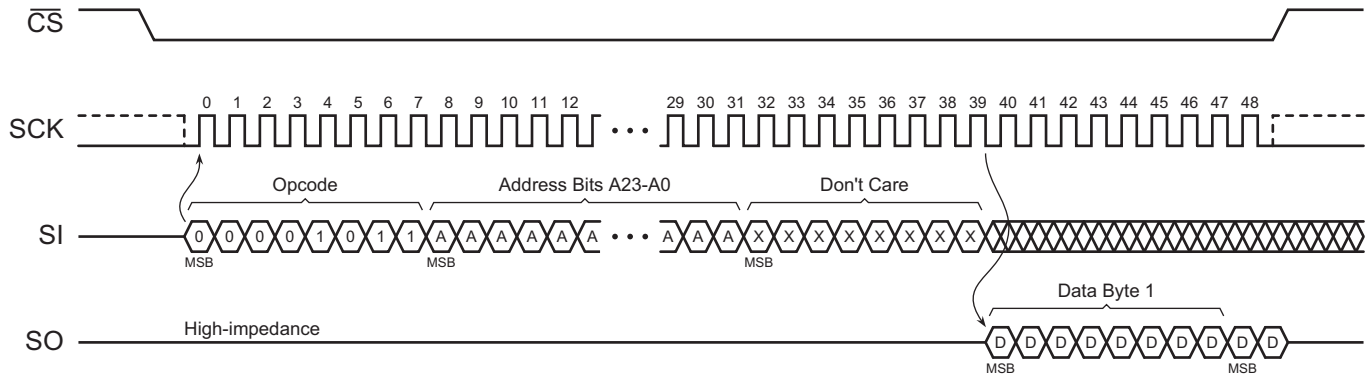 CS
0 1 2 3 4 5 6 7 8 9 10 11 12 29 30 31 32 33 34 35 36 37 38 39 40 41 42 43 44 45 46 47 48
SCK • • •
Opcode Address Bits A23-A0 Don't Care
SI 0 0 0 0 1 0 1 1 A A A A A A • • • A A A X X X X X X X X
MSB MSB MSB
Data Byte 1
High-impedance
SO D D D D D D D D D D
MSB MSB